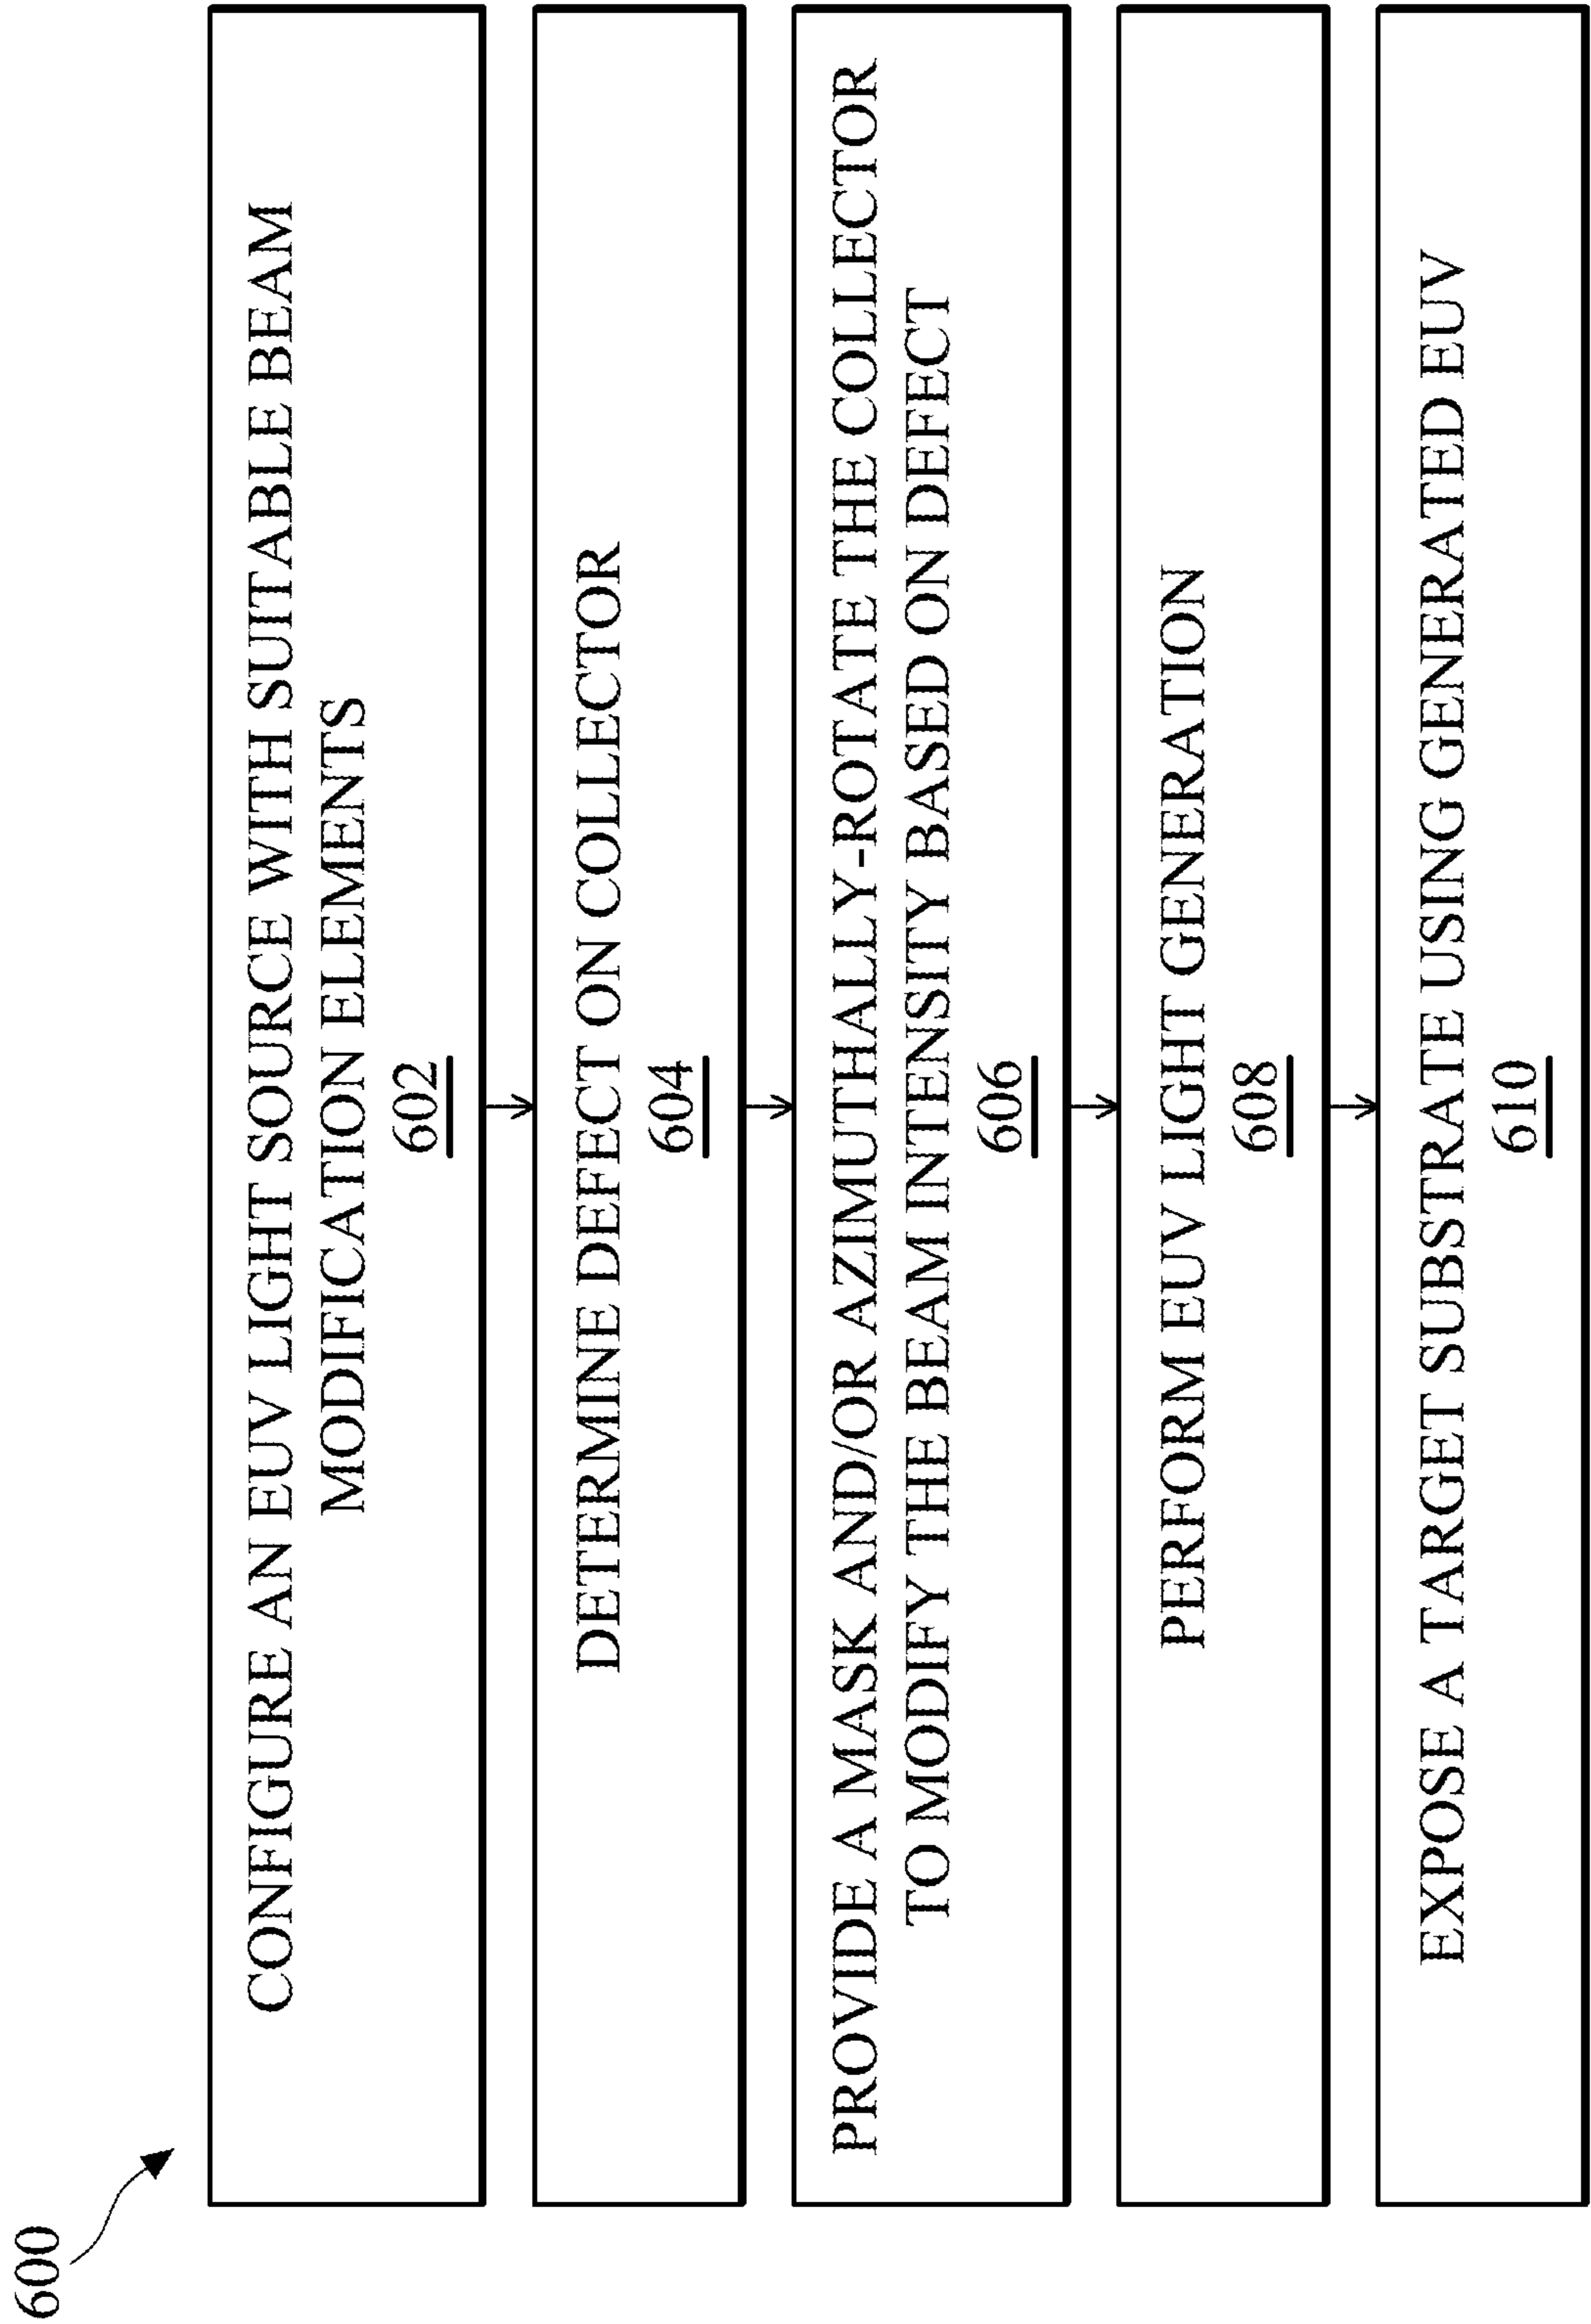 600
CONFIGURE AN EUV LIGHT SOURCE WITH SUITABLE BEAM
MODIFICATION ELEMENTS
602
DETERMINE DEFECT ON COLLECTOR
604
PROVIDE A MASK AND/OR AZIMUTHALLY-ROTATE THE COLLECTOR
TO MODIFY THE BEAM INTENSITY BASED ON DEFECT
606
PERFORM EUV LIGHT GENERATION
608
EXPOSE A TARGET SUBSTRATE USING GENERATED EUV
610